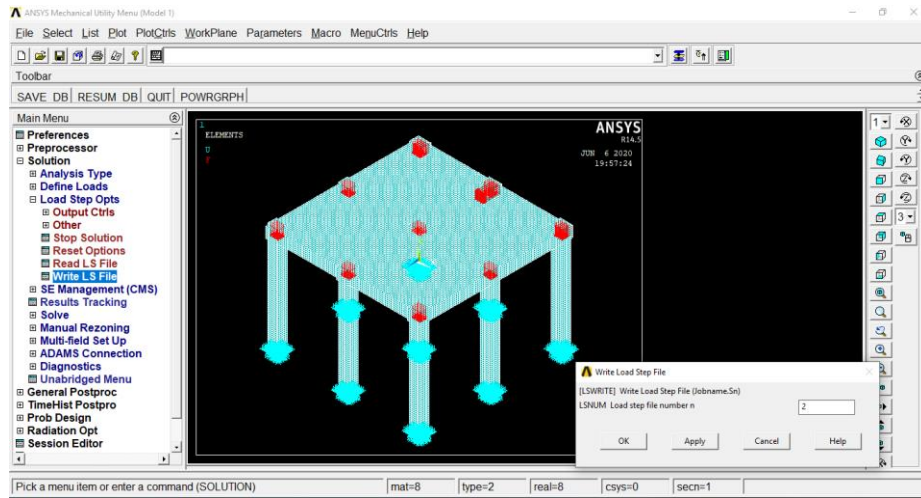 ANSYS Mechanical Utility Menu (Model 1)
File Select List Plot PlotCtrls WorkPlane Parameters Macro MenuCtrls Help
Toolbar
SAVE_DB RESUM_DB QUIT POWRGRPH
Main Menu
Preferences
Preprocessor
Solution
Analysis Type
Define Loads
Load Step Opts
Output Ctrls
Other
Stop Solution
Reset Options
Read LS File
Write LS File
SE Management (CMS)
Results Tracking
Solve
Manual Rezoning
Multi-field Set Up
ADAMS Connection
Diagnostics
Unabridged Menu
General Postproc
TimeHist Postpro
Prob Design
Radiation Opt
Session Editor
1
ELEMENTS
U
F
ANSYS
R14.5
JUN 6 2020
19:57:24
1
3
Write Load Step File
[LSWRITE] Write Load Step File (Jobname.Sn)
LSNUM Load step file number n 2
OK Apply Cancel Help
Pick a menu item or enter a command (SOLUTION) mat=8 type=2 real=8 csys=0 secn=1